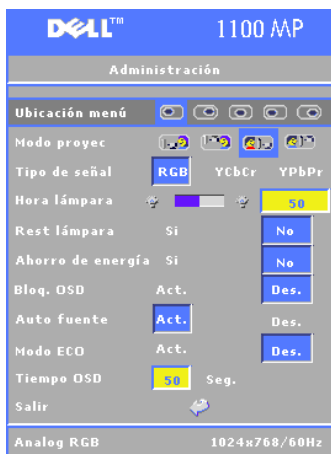 DELL™ 1100 MP
Administración
Ubicación menú
Modo proyec
Tipo de señal RGB YCbCr YPbPr
Hora lámpara 50
Rest lámpara Si No
Ahorro de energía Si No
Bloq. OSD Act. Des.
Auto fuente Act. Des.
Modo ECO Act. Des.
Tiempo OSD 50 Seg.
Salir
Analog RGB 1024x768/60Hz